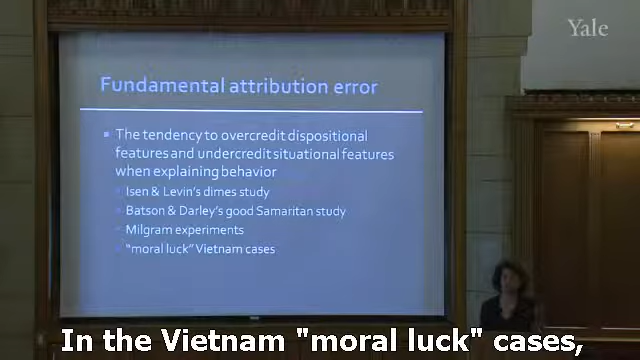 Yale
Fundamental attribution error
The tendency to overcredit dispositional
features and undercredit situational features
when explaining behavior
Isen & Levin's dimes study
Batson & Darley's good Samaritan study
Milgram experiments
"moral luck" Vietnam cases
In the Vietnam "moral luck" cases,